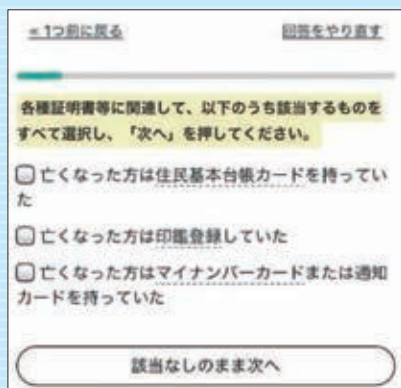 « 1つ前に戻る 回答をやり直す
各種証明書等に関連して、以下のうち該当するものを
すべて選択し、「次へ」を押してください。
亡くなった方は住民基本台帳カードを持ってい
た
亡くなった方は印鑑登録していた
亡くなった方はマイナンバーカードまたは通知
カードを持っていた
該当なしのまま次へ